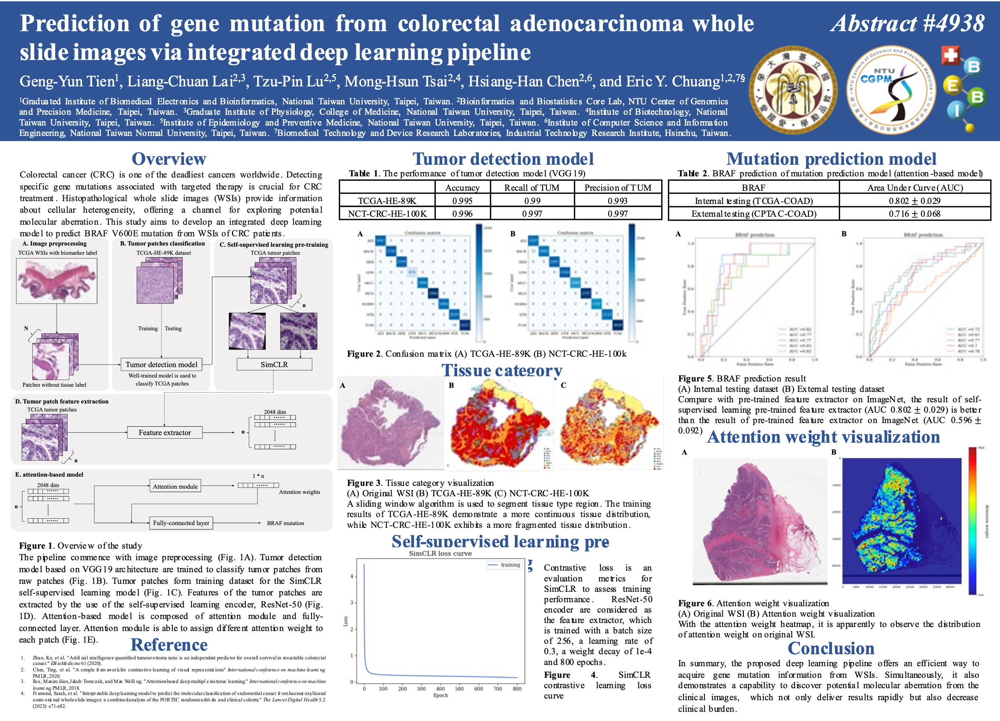 Prediction of gene mutation from colorectal adenocarcinoma whole
slide images via integrated deep learning pipeline
Abstract #4938
Geng-Yun Tien1, Liang-Chuan Lai2,3, Tzu-Pin Lu2,5, Mong-Hsun Tsai2,4, Hsiang-Han Chen2,6, and Eric Y. Chuang1,2,7§
1Graduated Institute of Biomedical Electronics and Bioinformatics, National Taiwan University, Taipei, Taiwan. 2Bioinformatics and Biostatistics Core Lab, NTU Center of Genomics
and Precision Medicine, Taipei, Taiwan. 3Graduate Institute of Physiology, College of Medicine, National Taiwan University, Taipei, Taiwan. 4Institute of Biotechnology, National
Taiwan University, Taipei, Taiwan. 5Institute of Epidemiology and Preventive Medicine, National Taiwan University, Taipei, Taiwan. 6Institute of Computer Science and Information
Engineering, National Taiwan Normal University, Taipei, Taiwan. 7Biomedical Technology and Device Research Laboratories, Industrial Technology Research Institute, Hsinchu, Taiwan.
NTU
CGPM
B
E
B
I
Overview
Colorectal cancer (CRC) is one of the deadliest cancers worldwide. Detecting
specific gene mutations associated with targeted therapy is crucial for CRC
treatment. Histopathological whole slide images (WSIs) provide information
about cellular heterogeneity, offering a channel for exploring potential
molecular aberration. This study aims to develop an integrated deep learning
model to predict BRAF V600E mutation from WSIs of CRC patients.
A. Image preprocessing
TCGA WSIs with biomarker label
N
Patches without tissue label
B. Tumor patches classification
TCGA-HE-89K dataset
Training Testing
Tumor detection model
Well-trained model is used to
classify TCGA patches
C. Self-supervised learning pre-training
TCGA tumor patches
n
SimCLR
D. Tumor patch feature extraction
TCGA tumor patches
n
Feature extractor
2048 dim
n
E. attention-based model
2048 dim
n
Attention module
1 * n
Attention weights
Fully-connected layer
BRAF mutation
Figure 1. Overview of the study
The pipeline commence with image preprocessing (Fig. 1A). Tumor detection
model based on VGG19 architecture are trained to classify tumor patches from
raw patches (Fig. 1B). Tumor patches form training dataset for the SimCLR
self-supervised learning model (Fig. 1C). Features of the tumor patches are
extracted by the use of the self-supervised learning encoder, ResNet-50 (Fig.
1D). Attention-based model is composed of attention module and fully-
connected layer. Attention module is able to assign different attention weight to
each patch (Fig. 1E).
Reference
1. Zhao, Ke, et al. "Artificial intelligence quantified tumour-stroma ratio is an independent predictor for overall survival in resectable colorectal
cancer." EBioMedicine 61 (2020).
2. Chen, Ting, et al. "A simple framework for contrastive learning of visual representations" International conference on machine learning
PMLR, 2020.
3. Ilse, Maximilian, Jakub Tomczak, and Max Welling. "Attention-based deep multiple instance learning." International conference on machine
learning PMLR, 2018.
4. Fremond, Sarah, et al. "Interpretable deep learning model to predict the molecular classification of endometrial cancer from haematoxylin and
eosin-stained whole-slide images: a combined analysis of the PORTEC randomised trials and clinical cohorts." The Lancet Digital Health 5.2
(2023): e71-e82.
Tumor detection model
Table 1. The performance of tumor detection model (VGG19)
Accuracy Recall of TUM Precision of TUM
TCGA-HE-89K 0.995 0.99 0.993
NCT-CRC-HE-100K 0.996 0.997 0.997
A
Confusion matrix
B
Confusion matrix
Figure 2. Confusion matrix (A) TCGA-HE-89K (B) NCT-CRC-HE-100k
Tissue category
A
B
C
Figure 3. Tissue category visualization
(A) Original WSI (B) TCGA-HE-89K (C) NCT-CRC-HE-100K
A sliding window algorithm is used to segment tissue type region. The training
results of TCGA-HE-89K demonstrate a more continuous tissue distribution,
while NCT-CRC-HE-100K exhibits a more fragmented tissue distribution.
Self-supervised learning pre
g
SimCLR loss curve
training
Loss
4
3
2
1
0
0 100 200 300 400 500 600 700 800
Epoch
Contrastive loss is an
evaluation metrics for
SimCLR to assess training
performance. ResNet-50
encoder are considered as
the feature extractor, which
is trained with a batch size
of 256, a learning rate of
0.3, a weight decay of 1e-4
and 800 epochs.
Figure 4. SimCLR
contrastive learning loss
curve
Mutation prediction model
Table 2. BRAF prediction of mutation prediction model (attention-based model)
BRAF Area Under Curve (AUC)
Internal testing (TCGA-COAD) 0.802 ± 0.029
External testing (CPTAC-COAD) 0.716 ± 0.068
A
BRAF prediction
True Positive Rate
False Positive Rate
B
BRAF prediction
True Positive Rate
False Positive Rate
Figure 5. BRAF prediction result
(A) Internal testing dataset (B) External testing dataset
Compare with pre-trained feature extractor on ImageNet, the result of self-
supervised learning pre-trained feature extractor (AUC 0.802 ± 0.029) is better
than the result of pre-trained feature extractor on ImageNet (AUC 0.596 ±
0.092)
Attention weight visualization
A
B
High
Attention weight
Low
Figure 6. Attention weight visualization
(A) Original WSI (B) Attention weight visualization
With the attention weight heatmap, it is apparently to observe the distribution
of attention weight on original WSI.
Conclusion
In summary, the proposed deep learning pipeline offers an efficient way to
acquire gene mutation information from WSIs. Simultaneously, it also
demonstrates a capability to discover potential molecular aberration from the
clinical images, which not only deliver results rapidly but also decrease
clinical burden.